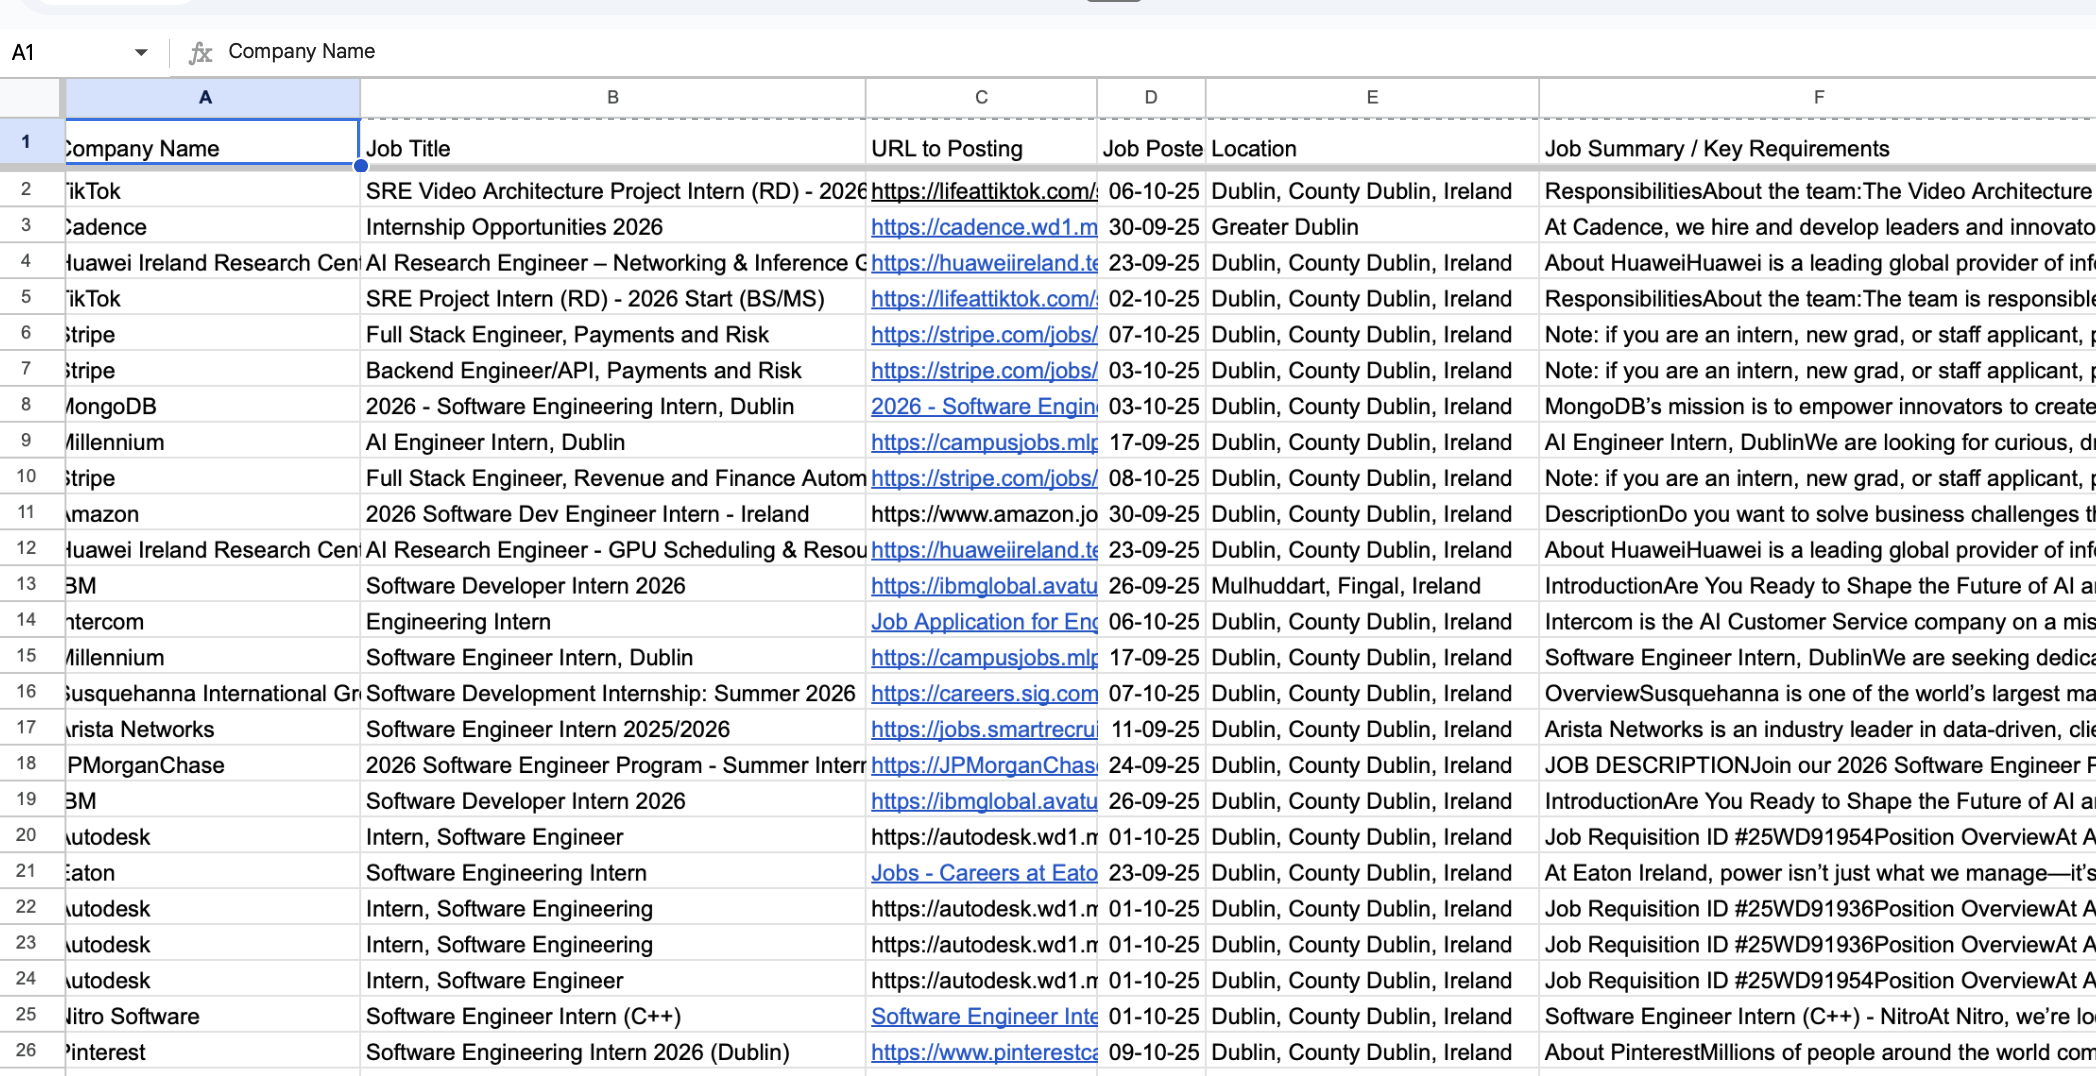 A1 fx Company Name
A B C D E F
1 Company Name Job Title URL to Posting Job Poste Location Job Summary / Key Requirements
2 TikTok SRE Video Architecture Project Intern (RD) - 2026 https://lifeattiktok.com/s 06-10-25 Dublin, County Dublin, Ireland ResponsibilitiesAbout the team:The Video Architecture
3 Cadence Internship Opportunities 2026 https://cadence.wd1.m 30-09-25 Greater Dublin At Cadence, we hire and develop leaders and innovato
4 Huawei Ireland Research Cent AI Research Engineer – Networking & Inference G https://huaweiireland.te 23-09-25 Dublin, County Dublin, Ireland About HuaweiHuawei is a leading global provider of info
5 TikTok SRE Project Intern (RD) - 2026 Start (BS/MS) https://lifeattiktok.com/s 02-10-25 Dublin, County Dublin, Ireland ResponsibilitiesAbout the team:The team is responsible
6 Stripe Full Stack Engineer, Payments and Risk https://stripe.com/jobs/ 07-10-25 Dublin, County Dublin, Ireland Note: if you are an intern, new grad, or staff applicant, p
7 Stripe Backend Engineer/API, Payments and Risk https://stripe.com/jobs/ 03-10-25 Dublin, County Dublin, Ireland Note: if you are an intern, new grad, or staff applicant, p
8 MongoDB 2026 - Software Engineering Intern, Dublin 2026 - Software Engin 03-10-25 Dublin, County Dublin, Ireland MongoDB’s mission is to empower innovators to create
9 Millennium AI Engineer Intern, Dublin https://campusjobs.mlp 17-09-25 Dublin, County Dublin, Ireland AI Engineer Intern, DublinWe are looking for curious, dr
10 Stripe Full Stack Engineer, Revenue and Finance Autom https://stripe.com/jobs/ 08-10-25 Dublin, County Dublin, Ireland Note: if you are an intern, new grad, or staff applicant, p
11 Amazon 2026 Software Dev Engineer Intern - Ireland https://www.amazon.jo 30-09-25 Dublin, County Dublin, Ireland DescriptionDo you want to solve business challenges th
12 Huawei Ireland Research Cent AI Research Engineer - GPU Scheduling & Resou https://huaweiireland.te 23-09-25 Dublin, County Dublin, Ireland About HuaweiHuawei is a leading global provider of info
13 BM Software Developer Intern 2026 https://ibmglobal.avatu 26-09-25 Mulhuddart, Fingal, Ireland IntroductionAre You Ready to Shape the Future of AI an
14 ntercom Engineering Intern Job Application for Eng 06-10-25 Dublin, County Dublin, Ireland Intercom is the AI Customer Service company on a mis
15 Millennium Software Engineer Intern, Dublin https://campusjobs.mlp 17-09-25 Dublin, County Dublin, Ireland Software Engineer Intern, DublinWe are seeking dedica
16 Susquehanna International Gro Software Development Internship: Summer 2026 https://careers.sig.com 07-10-25 Dublin, County Dublin, Ireland OverviewSusquehanna is one of the world’s largest ma
17 Arista Networks Software Engineer Intern 2025/2026 https://jobs.smartrecrui 11-09-25 Dublin, County Dublin, Ireland Arista Networks is an industry leader in data-driven, clie
18 PMorganChase 2026 Software Engineer Program - Summer Intern https://JPMorganChase 24-09-25 Dublin, County Dublin, Ireland JOB DESCRIPTIONJoin our 2026 Software Engineer P
19 BM Software Developer Intern 2026 https://ibmglobal.avatu 26-09-25 Dublin, County Dublin, Ireland IntroductionAre You Ready to Shape the Future of AI an
20 Autodesk Intern, Software Engineer https://autodesk.wd1.m 01-10-25 Dublin, County Dublin, Ireland Job Requisition ID #25WD91954Position OverviewAt A
21 Eaton Software Engineering Intern Jobs - Careers at Eato 23-09-25 Dublin, County Dublin, Ireland At Eaton Ireland, power isn’t just what we manage—it’s
22 Autodesk Intern, Software Engineering https://autodesk.wd1.m 01-10-25 Dublin, County Dublin, Ireland Job Requisition ID #25WD91936Position OverviewAt A
23 Autodesk Intern, Software Engineering https://autodesk.wd1.m 01-10-25 Dublin, County Dublin, Ireland Job Requisition ID #25WD91936Position OverviewAt A
24 Autodesk Intern, Software Engineer https://autodesk.wd1.m 01-10-25 Dublin, County Dublin, Ireland Job Requisition ID #25WD91954Position OverviewAt A
25 Nitro Software Software Engineer Intern (C++) Software Engineer Inte 01-10-25 Dublin, County Dublin, Ireland Software Engineer Intern (C++) - NitroAt Nitro, we’re loo
26 Pinterest Software Engineering Intern 2026 (Dublin) https://www.pinterestca 09-10-25 Dublin, County Dublin, Ireland About PinterestMillions of people around the world com